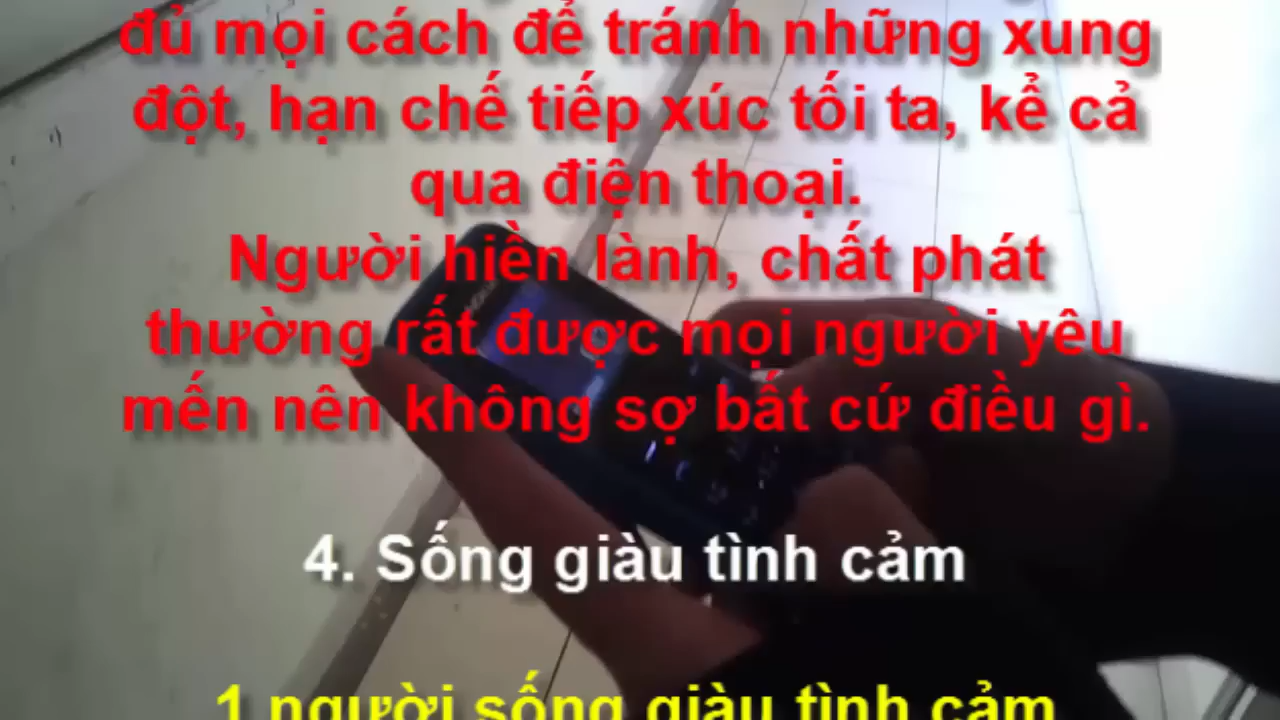 đủ mọi cách để tránh những xung
đột, hạn chế tiếp xúc tối ta, kể cả
qua điện thoại.
Người hiền lành, chất phát
thường rất được mọi người yêu
mến nên không sợ bất cứ điều gì.
4. Sống giàu tình cảm
1 người sống giàu tình cảm